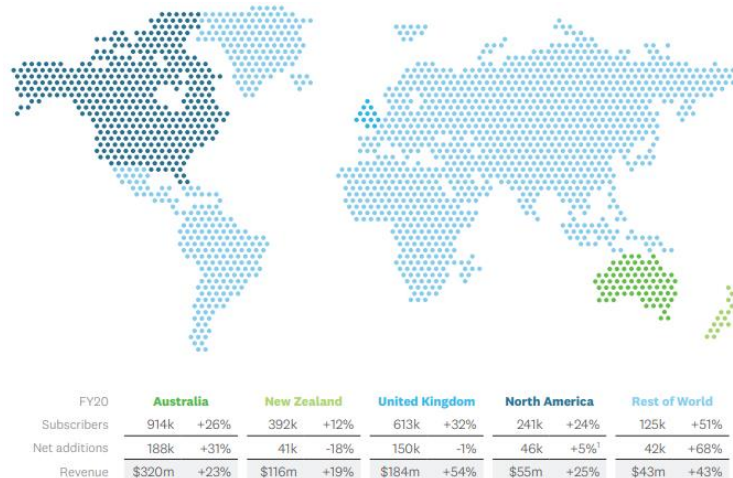 FY20 Australia New Zealand United Kingdom North America Rest of World
Subscribers 914k +26% 392k +12% 613k +32% 241k +24% 125k +51%
Net additions 188k +31% 41k -18% 150k -1% 46k +5%¹ 42k +68%
Revenue $320m +23% $116m +19% $184m +54% $55m +25% $43m +43%